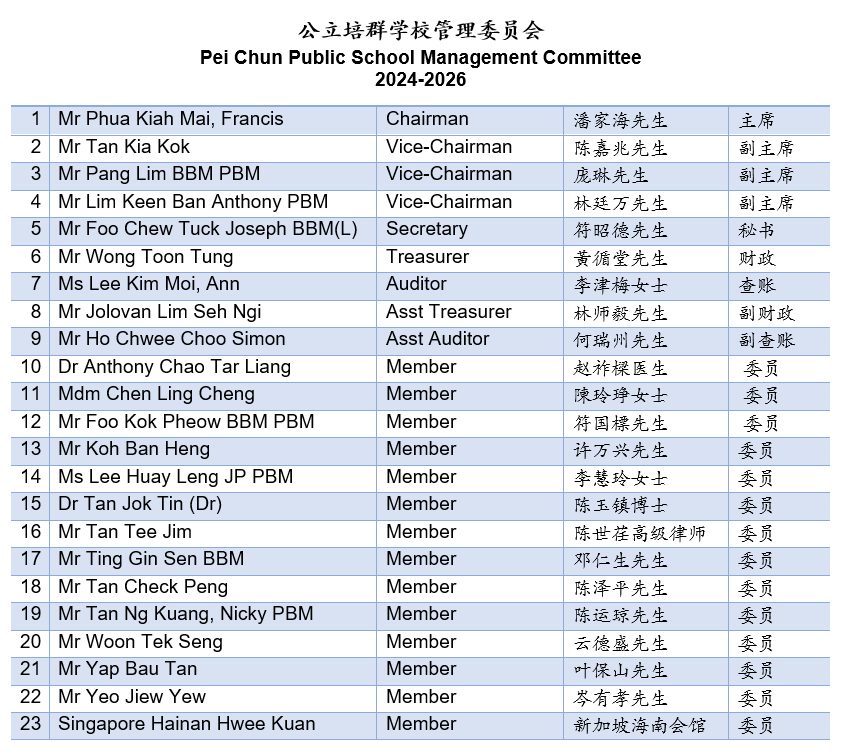 公立培群学校管理委员会
Pei Chun Public School Management Committee
2024-2026
1 Mr Phua Kiah Mai, Francis Chairman 潘家海先生 主席
2 Mr Tan Kia Kok Vice-Chairman 陈嘉兆先生 副主席
3 Mr Pang Lim BBM PBM Vice-Chairman 庞琳先生 副主席
4 Mr Lim Keen Ban Anthony PBM Vice-Chairman 林廷万先生 副主席
5 Mr Foo Chew Tuck Joseph BBM(L) Secretary 符昭德先生 秘书
6 Mr Wong Toon Tung Treasurer 黄循堂先生 财政
7 Ms Lee Kim Moi, Ann Auditor 李津梅女士 查账
8 Mr Jolovan Lim Seh Ngi Asst Treasurer 林师毅先生 副财政
9 Mr Ho Chwee Choo Simon Asst Auditor 何瑞州先生 副查账
10 Dr Anthony Chao Tar Liang Member 赵祚樑医生 委员
11 Mdm Chen Ling Cheng Member 陳玲琤女士 委员
12 Mr Foo Kok Pheow BBM PBM Member 符国標先生 委员
13 Mr Koh Ban Heng Member 许万兴先生 委员
14 Ms Lee Huay Leng JP PBM Member 李慧玲女士 委员
15 Dr Tan Jok Tin (Dr) Member 陈玉镇博士 委员
16 Mr Tan Tee Jim Member 陈世荏高级律师 委员
17 Mr Ting Gin Sen BBM Member 邓仁生先生 委员
18 Mr Tan Check Peng Member 陈泽平先生 委员
19 Mr Tan Ng Kuang, Nicky PBM Member 陈运琼先生 委员
20 Mr Woon Tek Seng Member 云德盛先生 委员
21 Mr Yap Bau Tan Member 叶保山先生 委员
22 Mr Yeo Jiew Yew Member 岑有孝先生 委员
23 Singapore Hainan Hwee Kuan Member 新加坡海南会馆 委员